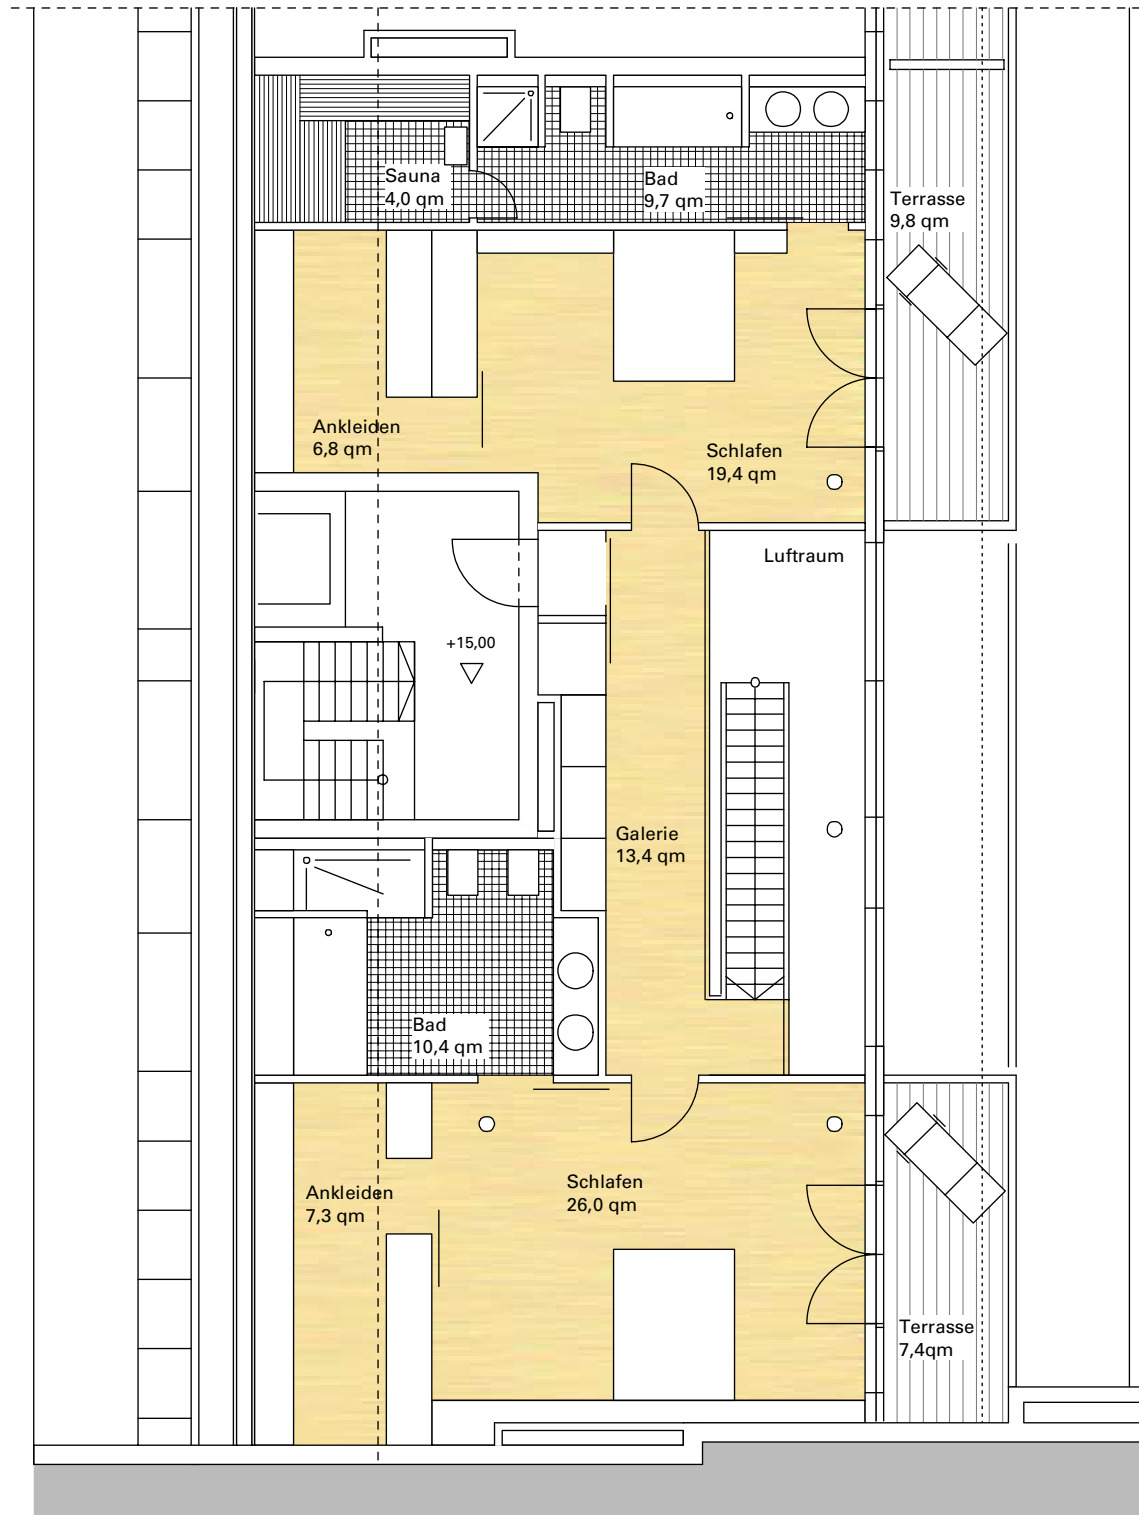 Sauna
4,0 qm
Bad
9,7 qm
Terrasse
9,8 qm
Ankleiden
6,8 qm
Schlafen
19,4 qm
Luftraum
+15,00
Galerie
13,4 qm
Bad
10,4 qm
Ankleiden
7,3 qm
Schlafen
26,0 qm
Terrasse
7,4qm